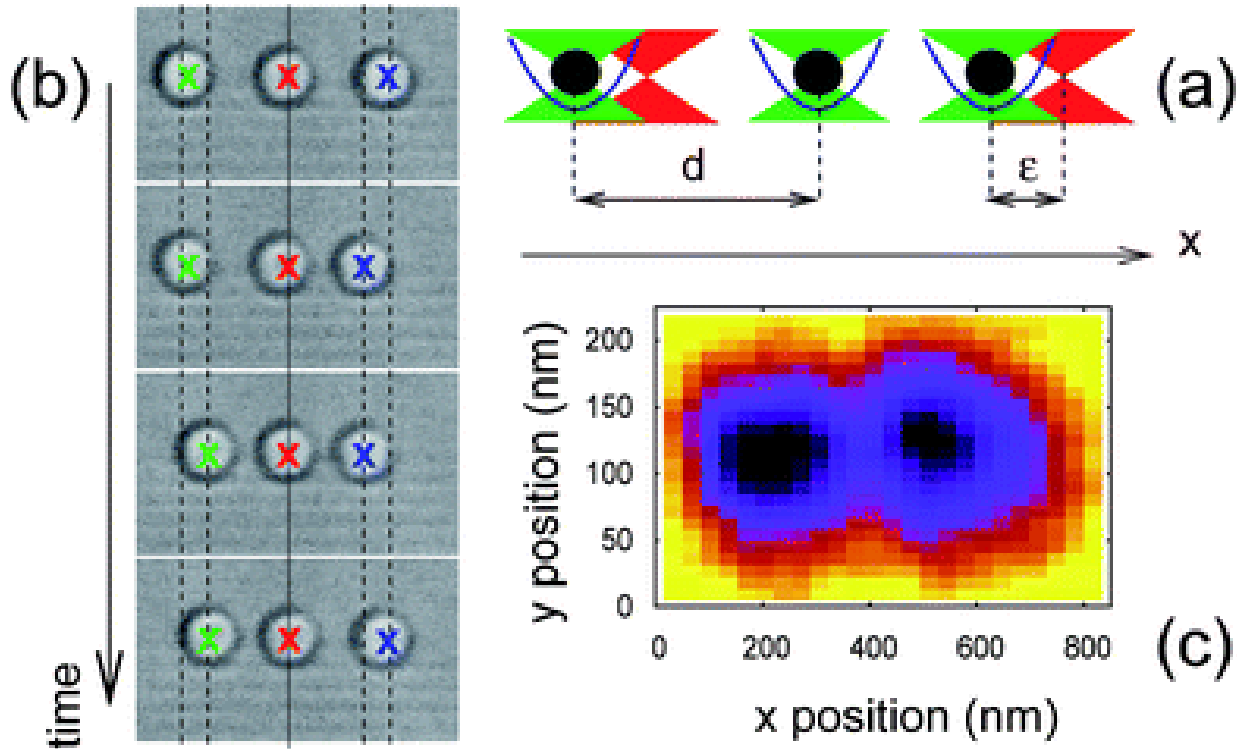 (b)
x x x
x x x
x x x
x x x
time
(a)
d
ε
x
y position (nm)
200
150
100
50
0
0 200 400 600 800
x position (nm)
(c)